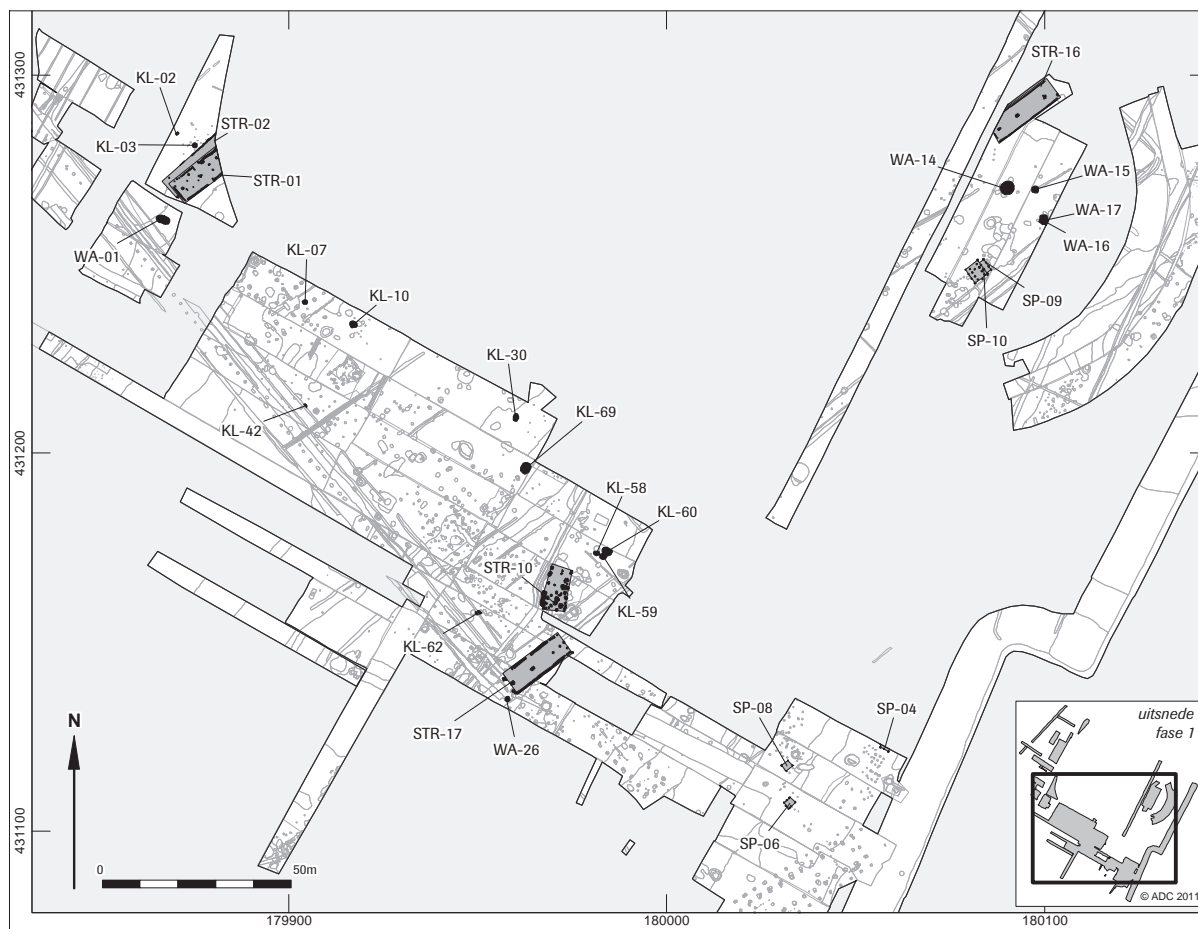 STR-16
431300
KL-02
STR-02
KL-03
STR-01
WA-14
WA-15
WA-17
WA-16
WA-01
KL-07
KL-10
SP-09
SP-10
KL-30
KL-69
KL-42
431200
KL-58
KL-60
STR-10
KL-59
KL-62
STR-17
WA-26
SP-08
SP-04
SP-06
431100
N
0
50m
uitsnede
fase 1
© ADC 2011
179900
180000
180100